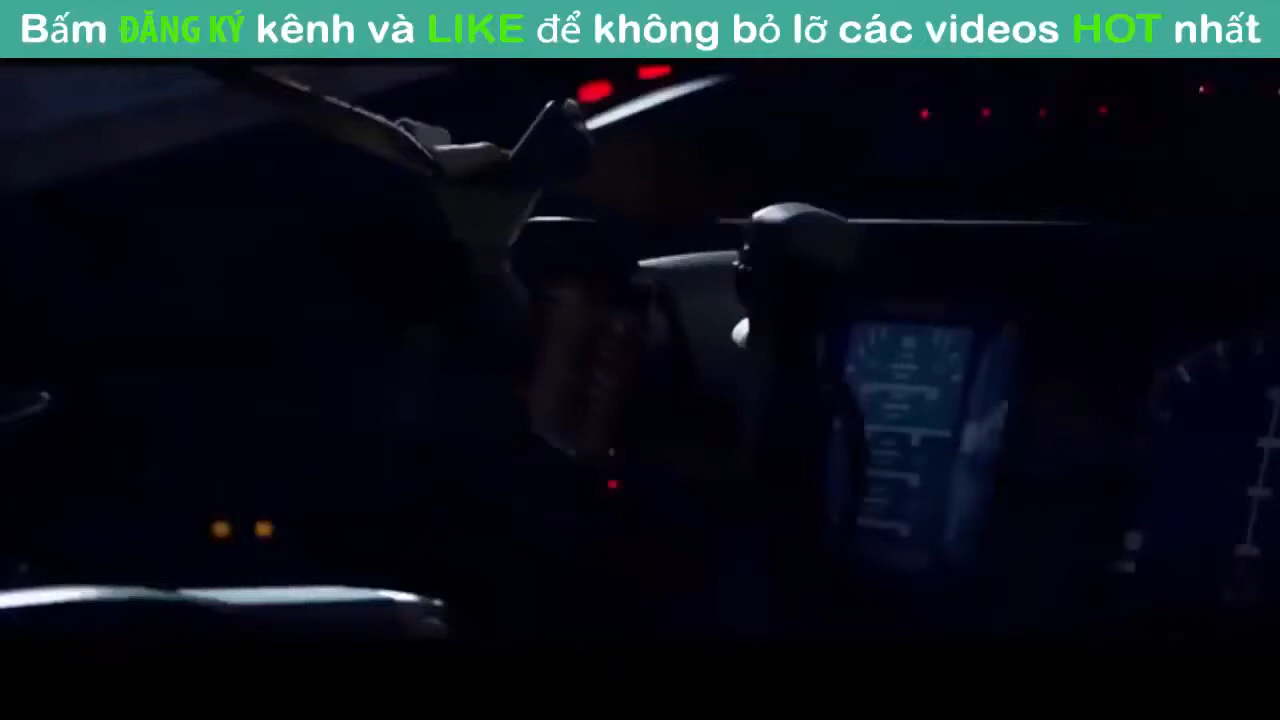 Bấm ĐĂNG KÝ kênh và LIKE để không bỏ lỡ các videos HOT nhất